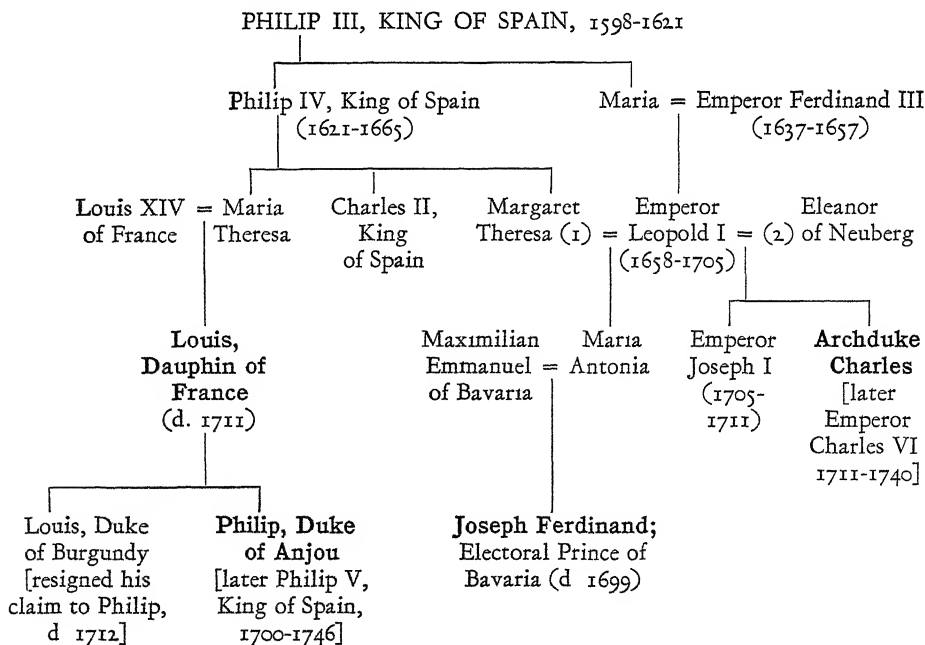 PHILIP III, KING OF SPAIN, 1598-1621
Philip IV, King of Spain
(1621-1665)
Maria = Emperor Ferdinand III
(1637-1657)
Louis XIV = Maria
of France Theresa
Charles II,
King
of Spain
Margaret Emperor Eleanor
Theresa (1) = Leopold I = (2) of Neuberg
(1658-1705)
Louis,
Dauphin of
France
(d. 1711)
Maximilian Maria
Emmanuel = Antonia
of Bavaria
Emperor
Joseph I
(1705-
1711)
Archduke
Charles
[later
Emperor
Charles VI
1711-1740]
Louis, Duke
of Burgundy
[resigned his
claim to Philip,
d 1712]
Philip, Duke
of Anjou
[later Philip V,
King of Spain,
1700-1746]
Joseph Ferdinand;
Electoral Prince of
Bavaria (d 1699)